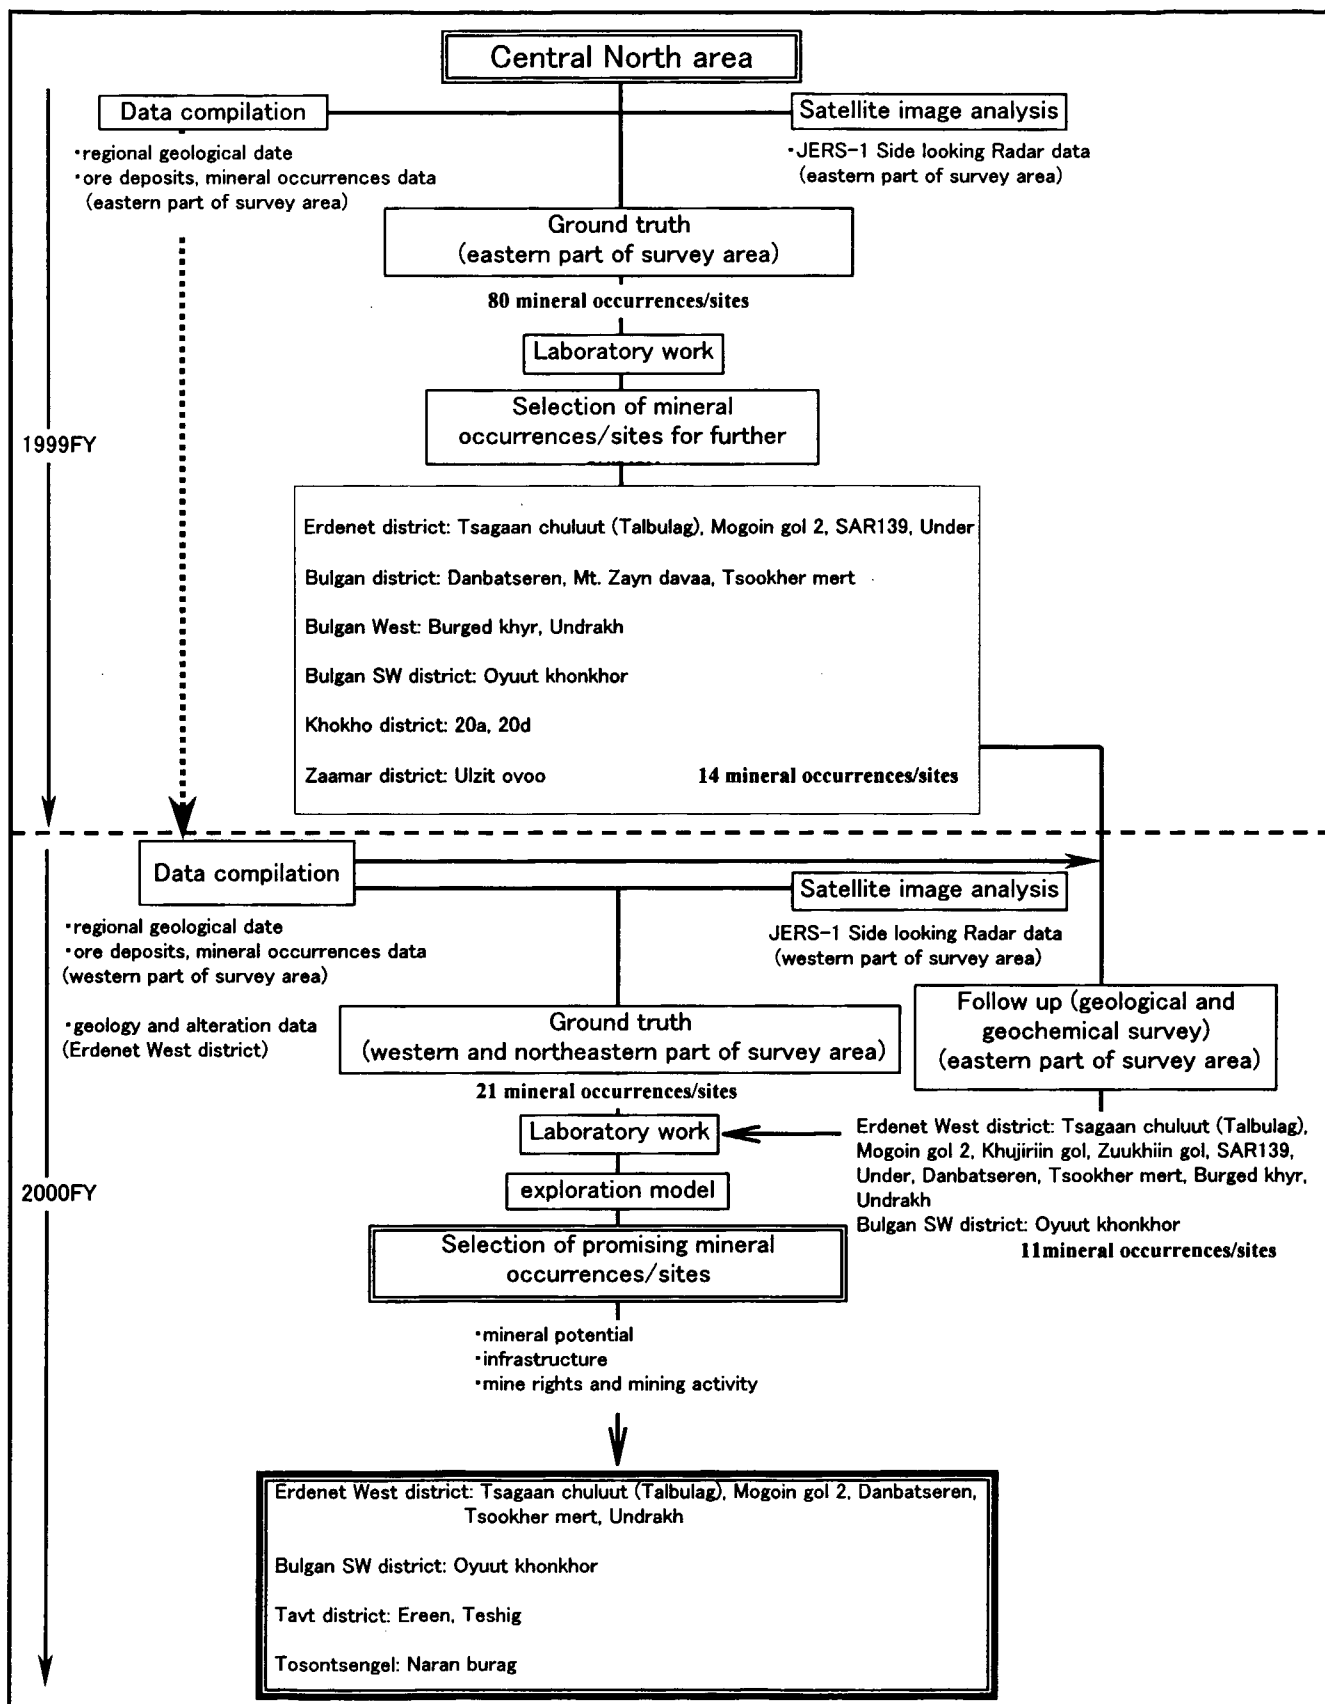 Central North area
Data compilation
Satellite image analysis
・regional geological date
・ore deposits, mineral occurrences data
(eastern part of survey area)
・JERS-1 Side looking Radar data
(eastern part of survey area)
Ground truth
(eastern part of survey area)
80 mineral occurrences/sites
Laboratory work
Selection of mineral
occurrences/sites for further
1999FY
Erdenet district: Tsagaan chuluut (Talbulag), Mogoin gol 2, SAR139, Under
Bulgan district: Danbatseren, Mt. Zayn davaa, Tsookher mert
Bulgan West: Burged khyr, Undrakh
Bulgan SW district: Oyuut khonkhor
Khokho district: 20a, 20d
Zaamar district: Ulzit ovoo
14 mineral occurrences/sites
Data compilation
Satellite image analysis
・regional geological date
・ore deposits, mineral occurrences data
(western part of survey area)
・geology and alteration data
(Erdenet West district)
JERS-1 Side looking Radar data
(western part of survey area)
Ground truth
(western and northeastern part of survey area)
21 mineral occurrences/sites
Follow up (geological and
geochemical survey)
(eastern part of survey area)
Laboratory work
Erdenet West district: Tsagaan chuluut (Talbulag),
Mogoin gol 2, Khujiriin gol, Zuukhiin gol, SAR139,
Under, Danbatseren, Tsookher mert, Burged khyr,
Undrakh
Bulgan SW district: Oyuut khonkhor
11mineral occurrences/sites
2000FY
exploration model
Selection of promising mineral
occurrences/sites
・mineral potential
・infrastructure
・mine rights and mining activity
Erdenet West district: Tsagaan chuluut (Talbulag), Mogoin gol 2, Danbatseren,
Tsookher mert, Undrakh
Bulgan SW district: Oyuut khonkhor
Tavt district: Ereen, Teshig
Tosontsengel: Naran burag